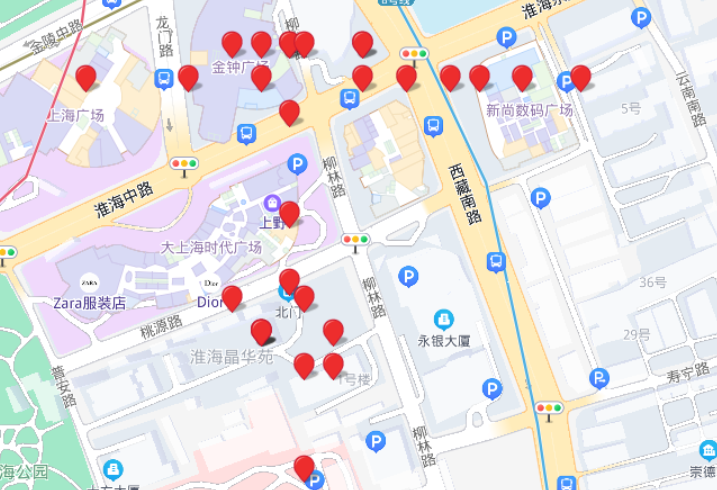 8号线
淮海东
金陵中路
龙门路
柳
金钟广场
上海广场
新尚数码广场
5号
云南南路
柳林路
西藏南路
淮海中路
上野
大上海时代广场
ZARA
Dior
Zara服装店
Dior
北门
柳林路
36号
桃源路
永银大厦
29号
淮海晶华苑
1号楼
普安路
寿宁路
柳林路
海公园
崇德